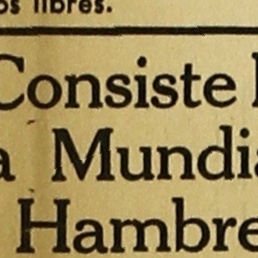 os libres.
Consiste
a Mundia
Hambre